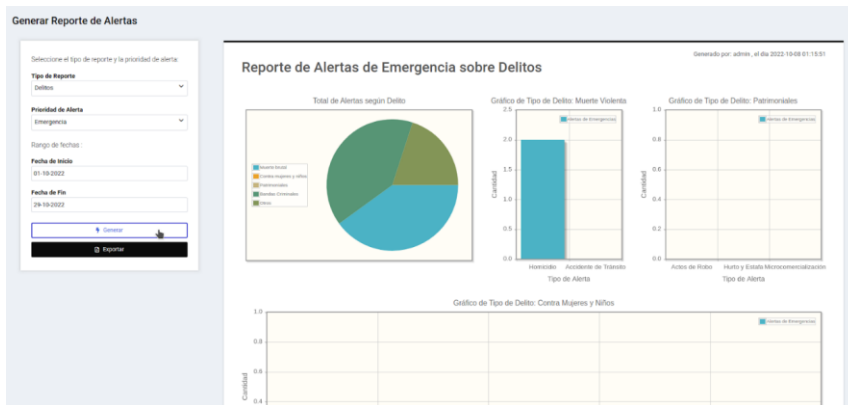 Generar Reporte de Alertas
Seleccione el tipo de reporte y la prioridad de alerta:
Tipo de Reporte
Delitos
Prioridad de Alerta
Emergencia
Rango de fechas :
Fecha de Inicio
01-10-2022
Fecha de Fin
29-10-2022
Generar
Exportar
Generado por: admin , el dia 2022-10-08 01:15:51
Reporte de Alertas de Emergencia sobre Delitos
Total de Alertas según Delito
Contra mujeres y niños
Patrimoniales
Bandas Criminales
Otros
Gráfico de Tipo de Delito: Muerte Violenta
Alertas de Emergencias
2.5
2.0
1.5
1.0
0.5
0.0
Cantidad
Homicidio Accidente de Tránsito
Tipo de Alerta
Gráfico de Tipo de Delito: Patrimoniales
Alertas de Emergencias
1.0
0.8
0.6
0.4
0.2
0.0
Cantidad
Actos de Robo Hurto y Estafa Microcomercialización
Tipo de Alerta
Gráfico de Tipo de Delito: Contra Mujeres y Niños
Alertas de Emergencias
1.0
0.8
0.6
0.4
Cantidad